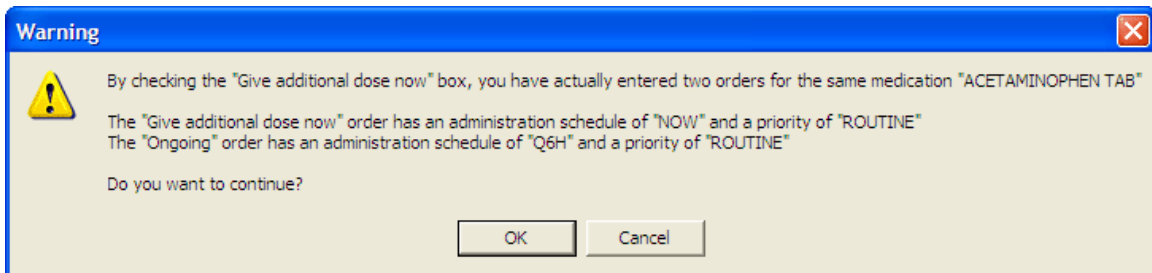 Warning
By checking the "Give additional dose now" box, you have actually entered two orders for the same medication "ACETAMINOPHEN TAB"
The "Give additional dose now" order has an administration schedule of "NOW" and a priority of "ROUTINE"
The "Ongoing" order has an administration schedule of "Q6H" and a priority of "ROUTINE"
Do you want to continue?
OK
Cancel